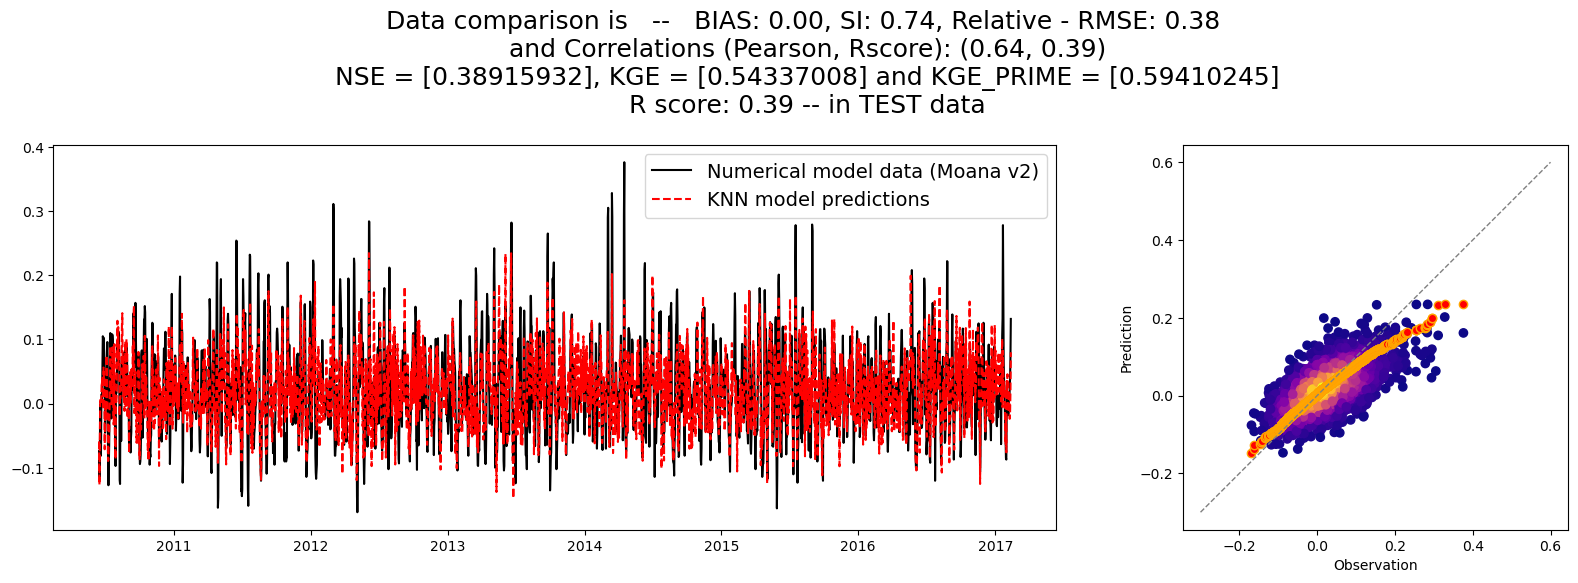 Data comparison is   --   BIAS: 0.00, SI: 0.74, Relative - RMSE: 0.38
and Correlations (Pearson, Rscore): (0.64, 0.39)
NSE = [0.38915932], KGE = [0.54337008] and KGE_PRIME = [0.59410245]
R score: 0.39 -- in TEST data
Numerical model data (Moana v2)
KNN model predictions
0.4
0.3
0.2
0.1
0.0
−0.1
2011
2012
2013
2014
2015
2016
2017
Prediction
0.6
0.4
0.2
0.0
−0.2
−0.2
0.0
0.2
0.4
0.6
Observation